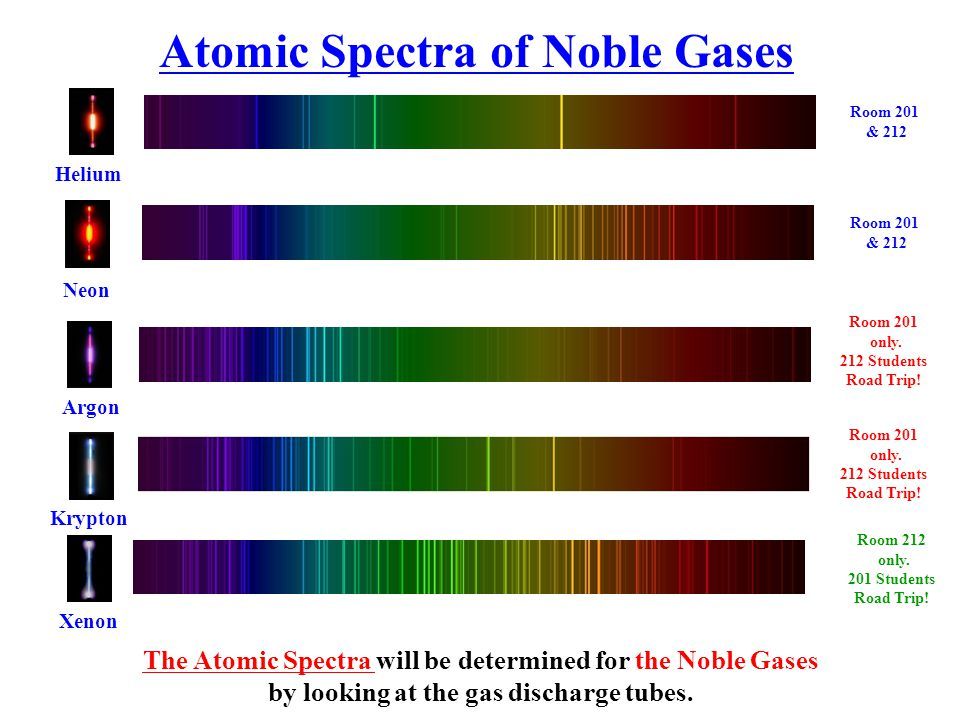 Atomic Spectra of Noble Gases
Room 201
& 212
Helium
Room 201
& 212
Neon
Room 201
only.
212 Students
Road Trip!
Argon
Room 201
only.
212 Students
Road Trip!
Krypton
Room 212
only.
201 Students
Road Trip!
Xenon
The Atomic Spectra will be determined for the Noble Gases
by looking at the gas discharge tubes.